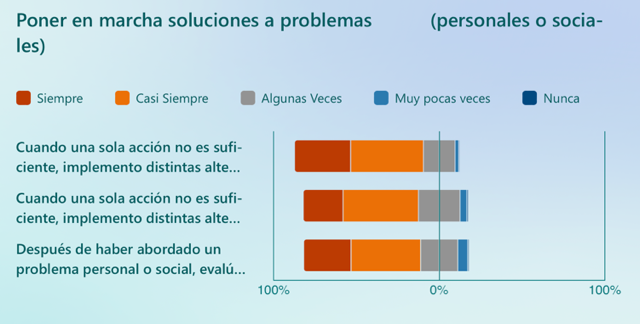 Poner en marcha soluciones a problemas (personales o socia-
les)
Siempre Casi Siempre Algunas Veces Muy pocas veces Nunca
Cuando una sola acción no es sufi-
ciente, implemento distintas alte...
Cuando una sola acción no es sufi-
ciente, implemento distintas alte...
Después de haber abordado un
problema personal o social, evalú...
100% 0% 100%